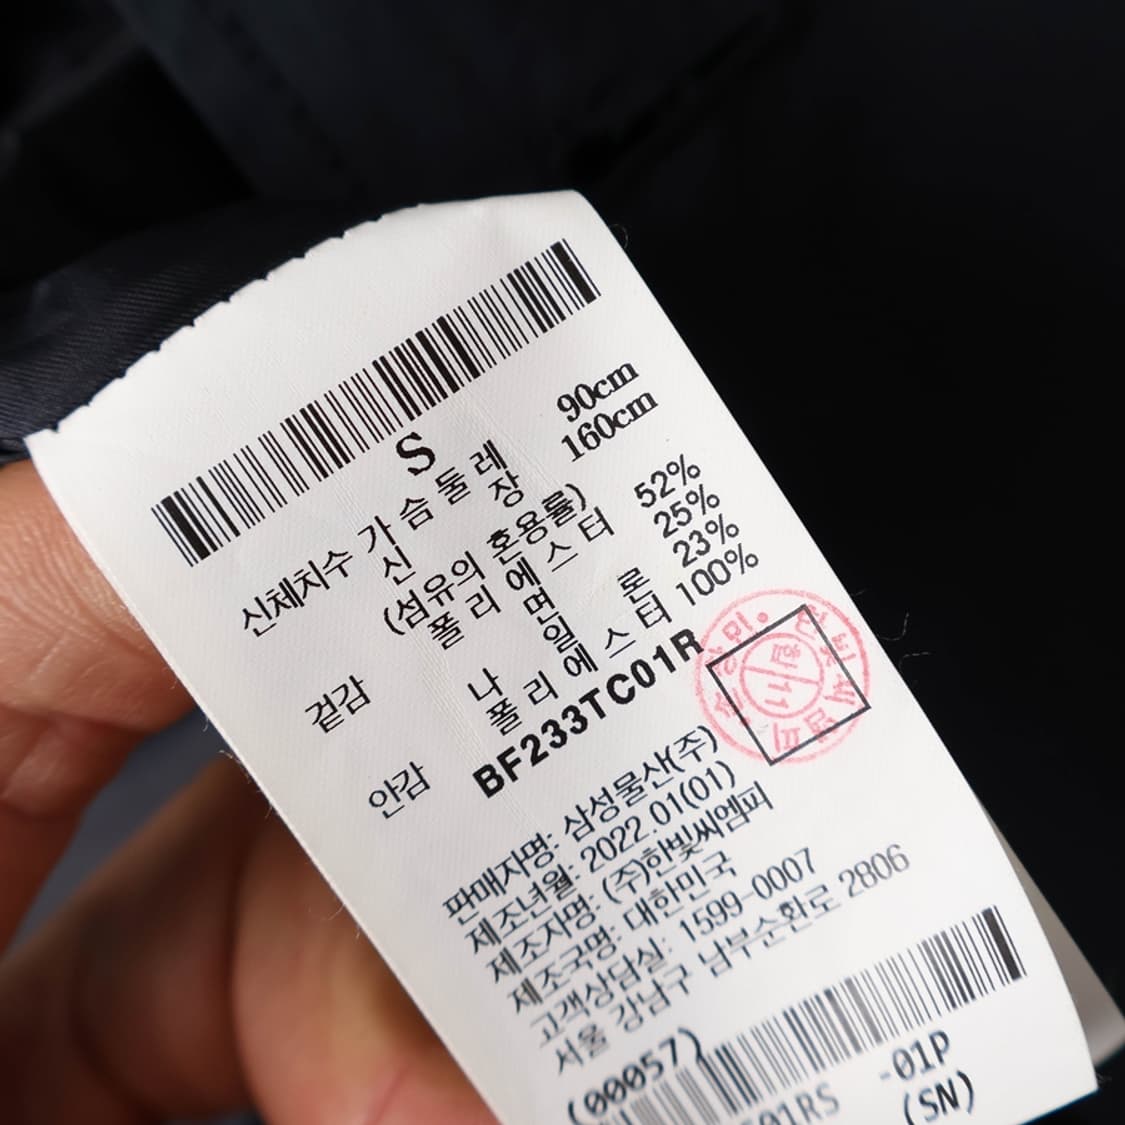 S
신체치수 가슴둘레 90cm
신장 160cm
(섬유의 혼용률)
겉감 폴리에스터 52%
면 25%
나일론 23%
안감 폴리에스터 100%
BF233TC01R
합
11
판매자명: 삼성물산(주)
제조년월: 2022.01(01)
제조자명: (주)한빛씨엠피
제조국명: 대한민국
고객상담실: 1599-0007
서울 강남구 남부순환로 2806
(00057)
01RS -01P
(SN)